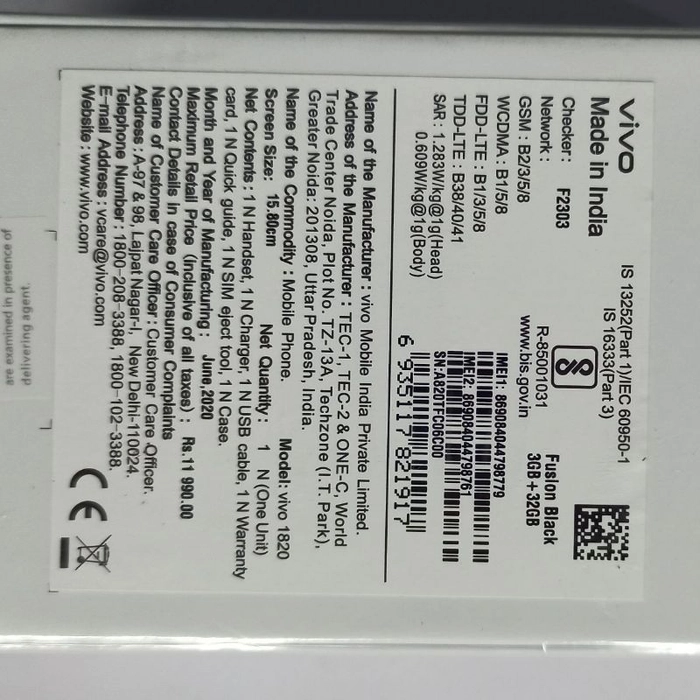 vivo
Made in India
IS 13252(Part 1)/IEC 60950-1
IS 16333(Part 3)
R-85001031
www.bis.gov.in
Fusion Black
3GB+32GB
Checker: F2303
Network:
GSM : B2/3/5/8
WCDMA : B1/5/8
FDD-LTE : B1/3/5/8
TDD-LTE : B38/40/41
SAR: 1.283W/kg@1g(Head)
0.609W/kg@1g(Body)
IMEI1: 869084044798779
IMEI2: 869084044798761
SN:A820TFC06C00
6 935117 821917
Name of the Manufacturer : vivo Mobile India Private Limited.
Address of the Manufacturer : TEC-1, TEC-2 & ONE-C, World
Trade Center Noida, Plot No. TZ-13A, Techzone (I.T. Park),
Greater Noida: 201308, Uttar Pradesh, India.
Name of the Commodity : Mobile Phone. Model: vivo 1820
Screen Size: 15.80cm Net Quantity : 1 N (One Unit)
Net Contents : 1 N Handset, 1 N Charger, 1 N USB cable, 1 N Warranty
card, 1 N Quick guide, 1 N SIM eject tool, 1 N Case.
Month and Year of Manufacturing : June,2020
Maximum Retail Price (Inclusive of all taxes) : Rs.11 990.00
Contact Details in case of Consumer Complaints
Name of Customer Care Officer : Customer Care Officer.
Address : A-97 & 98, Lajpat Nagar-I, New Delhi-110024.
Telephone Number : 1800-208-3388, 1800-102-3388.
E-mail Address : vcare@vivo.com
Website : www.vivo.com
CE
are examined in presence of
delivering agent.